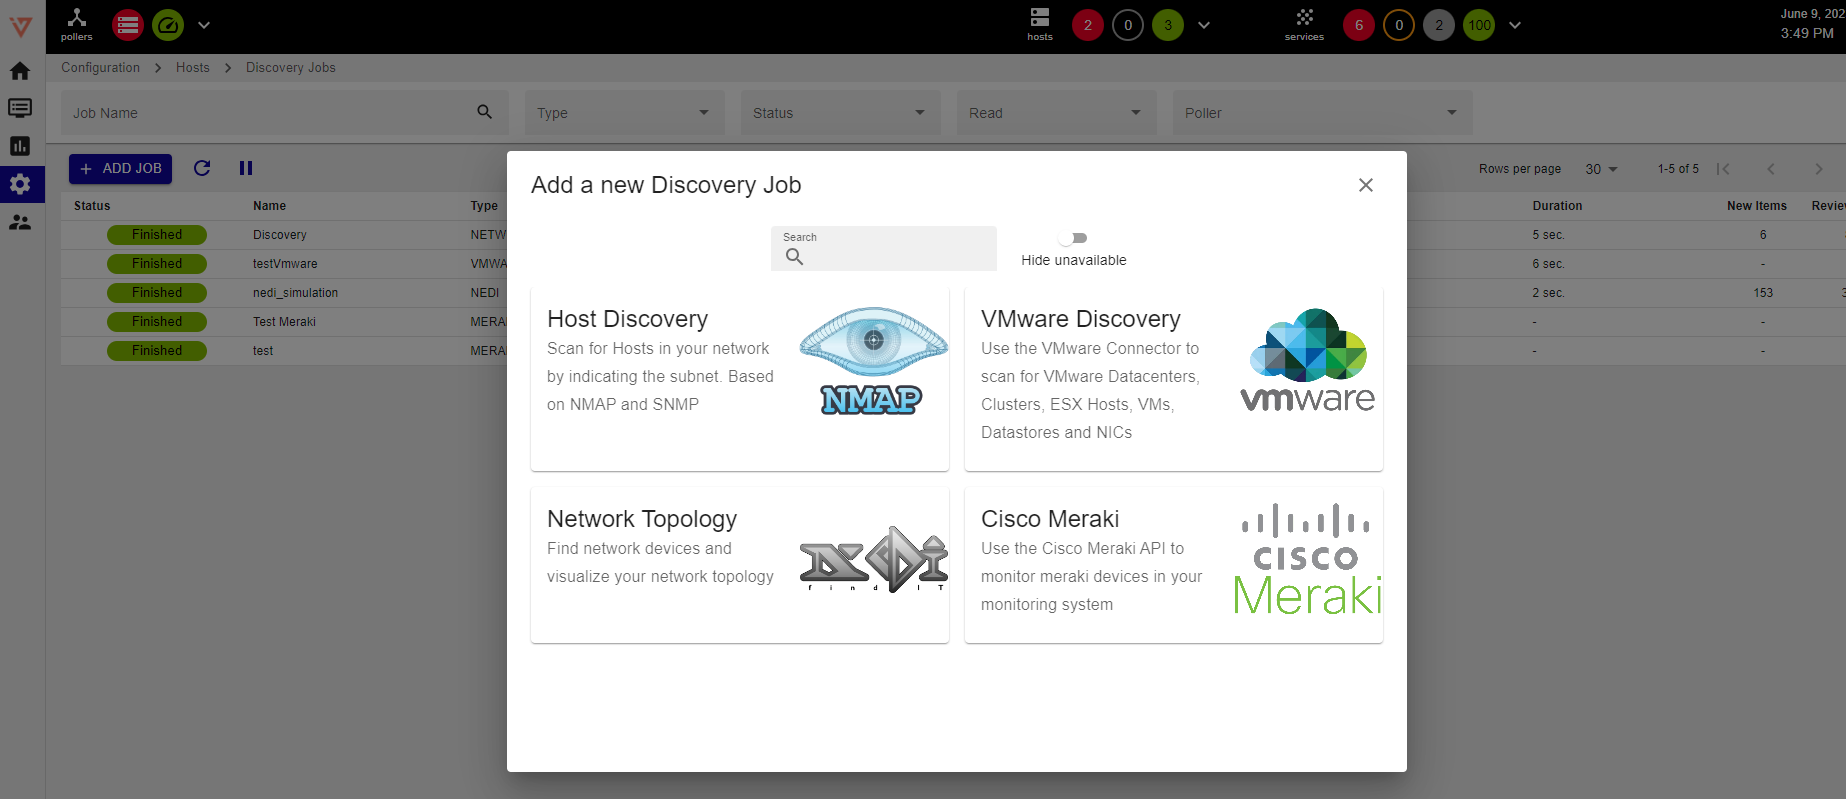 pollers
hosts
2
0
3
services
6
0
2
100
June 9, 202
3:49 PM
Configuration > Hosts > Discovery Jobs
Job Name
Type
Status
Read
Poller
+ ADD JOB
Rows per page 30 1-5 of 5
Status Name Type Duration New Items Review
Finished Discovery NETW 5 sec. 6
Finished testVmware VMWA 6 sec. -
Finished nedi_simulation NEDI 2 sec. 153 3
Finished Test Meraki MERA - -
Finished test MERA - -
Add a new Discovery Job
Search
Hide unavailable
Host Discovery
Scan for Hosts in your network
by indicating the subnet. Based
on NMAP and SNMP
NMAP
VMware Discovery
Use the VMware Connector to
scan for VMware Datacenters,
Clusters, ESX Hosts, VMs,
Datastores and NICs
vmware
Network Topology
Find network devices and
visualize your network topology
NeDi
find IT
Cisco Meraki
Use the Cisco Meraki API to
monitor meraki devices in your
monitoring system
CISCO
Meraki